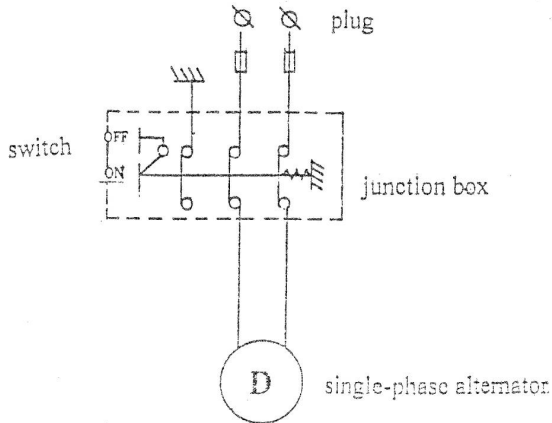 plug
OFF
switch
ON
junction box
D
single-phase alternator